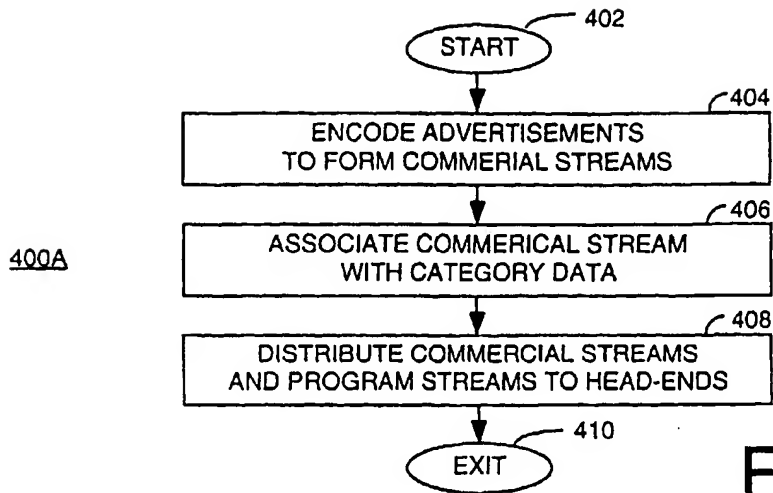 402
START
404
ENCODE ADVERTISEMENTS
TO FORM COMMERIAL STREAMS
406
400A
ASSOCIATE COMMERICAL STREAM
WITH CATEGORY DATA
408
DISTRIBUTE COMMERCIAL STREAMS
AND PROGRAM STREAMS TO HEAD-ENDS
410
EXIT